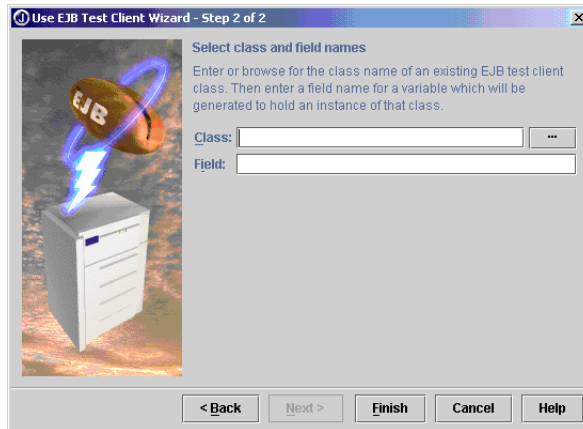 Use EJB Test Client Wizard - Step 2 of 2
Select class and field names
Enter or browse for the class name of an existing EJB test client
class. Then enter a field name for a variable which will be
generated to hold an instance of that class.
EJB
Class:
...
Field:
< Back
Next >
Finish
Cancel
Help